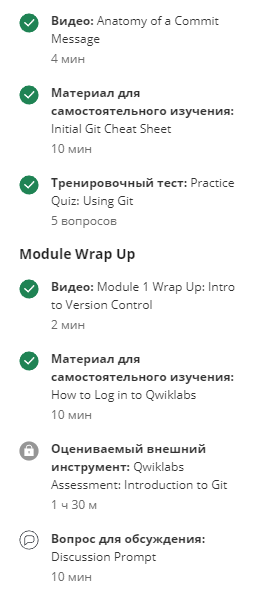 Видео: Anatomy of a Commit
Message
4 мин
Материал для
самостоятельного изучения:
Initial Git Cheat Sheet
10 мин
Тренировочный тест: Practice
Quiz: Using Git
5 вопросов
Module Wrap Up
Видео: Module 1 Wrap Up: Intro
to Version Control
2 мин
Материал для
самостоятельного изучения:
How to Log in to Qwiklabs
10 мин
Оцениваемый внешний
инструмент: Qwiklabs
Assessment: Introduction to Git
1 ч 30 м
Вопрос для обсуждения:
Discussion Prompt
10 мин